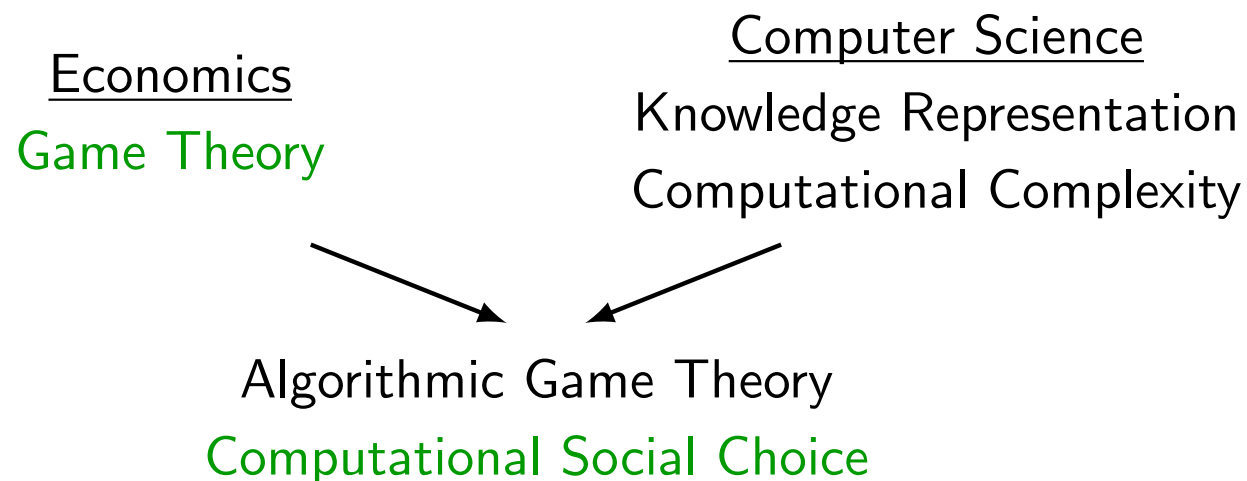 Economics
Game Theory
Computer Science
Knowledge Representation
Computational Complexity
Algorithmic Game Theory
Computational Social Choice